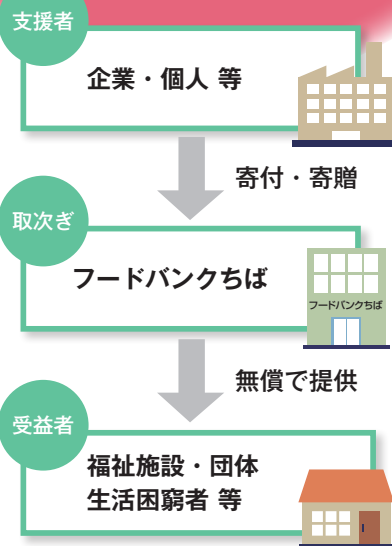 支援者
企業・個人 等
寄付・寄贈
取次ぎ
フードバンクちば
フードバンクちば
無償で提供
受益者
福祉施設・団体
生活困窮者 等